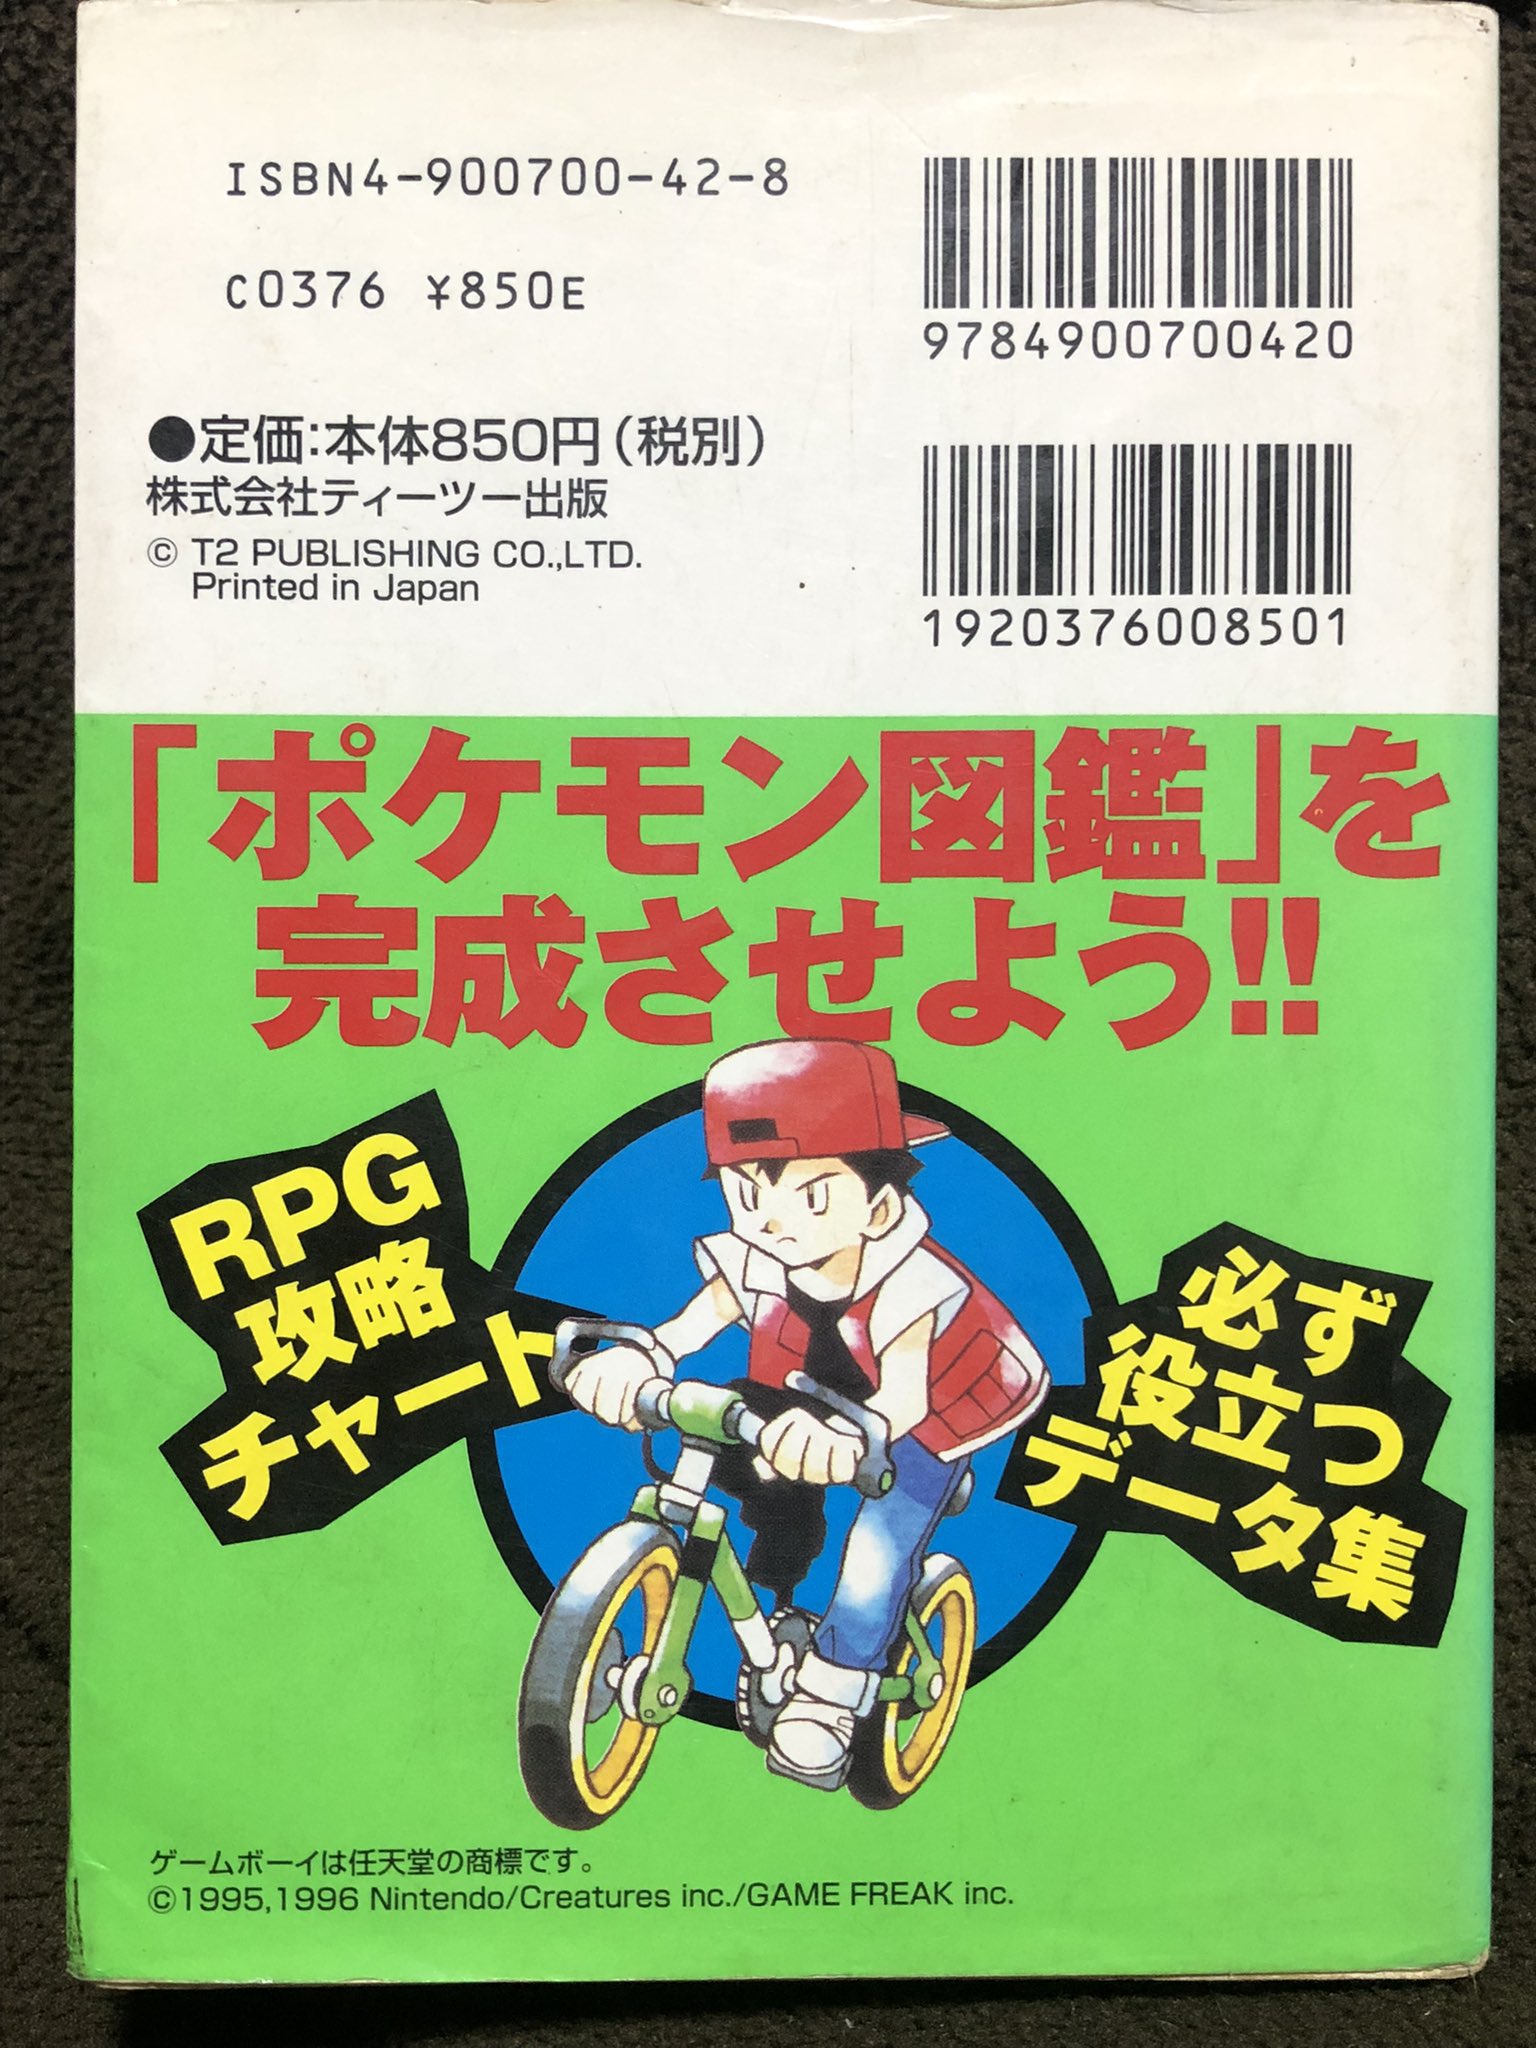 ISBN4-900700-42-8
C0376 ¥850E
9784900700420
●定価:本体850円(税別)
株式会社ティーツー出版
© T2 PUBLISHING CO.,LTD.
Printed in Japan
1920376008501
「ポケモン図鑑」を
完成させよう!!
RPG
攻略
チャート
必ず
役立つ
データ集
ゲームボーイは任天堂の商標です。
©1995,1996 Nintendo/Creatures inc./GAME FREAK inc.